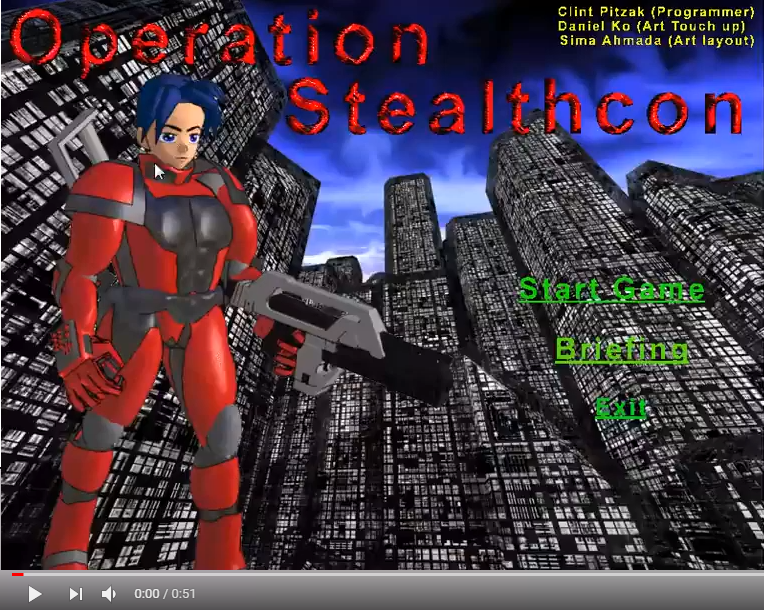 Operation
Stealthcon
Clint Pitzak (Programmer)
Daniel Ko (Art Touch up)
Sima Ahmada (Art layout)
Start Game
Briefing
Exit
0:00 / 0:51